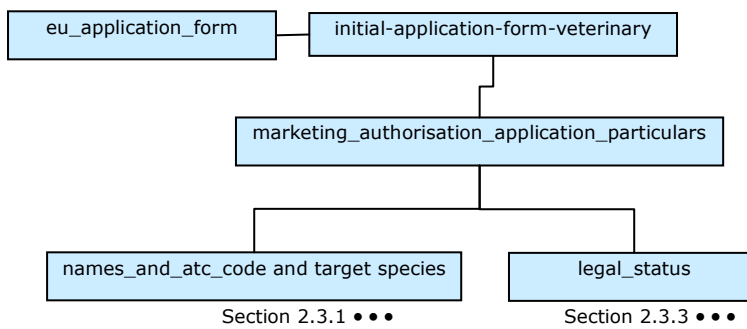 eu_application_form
initial-application-form-veterinary
marketing_authorisation_application_particulars
names_and_atc_code and target species
legal_status
Section 2.3.1 ● ● ●
Section 2.3.3 ● ● ●